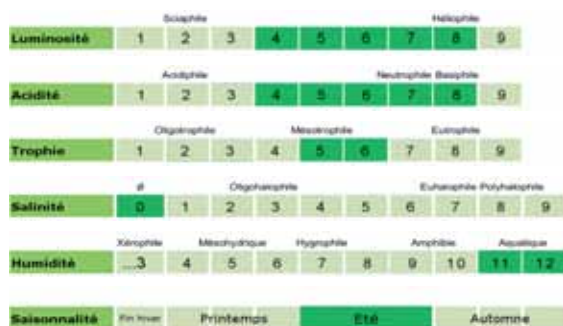 Sciaphile Héliophile
Luminosité 1 2 3 4 5 6 7 8 9
Acidiphile Neutrophile Basiphile
Acidité 1 2 3 4 5 6 7 8 9
Oligotrophile Mésotrophile Eutrophile
Trophie 1 2 3 4 5 6 7 8 9
Ø Oligohalophile Euhalophile Polyhalophile
Salinité 0 1 2 3 4 5 6 7 8 9
Xérophile Mésohydrique Hygrophile Amphibie Aquatique
Humidité ...3 4 5 6 7 8 9 10 11 12
Saisonnalité Fin hiver Printemps Eté Automne